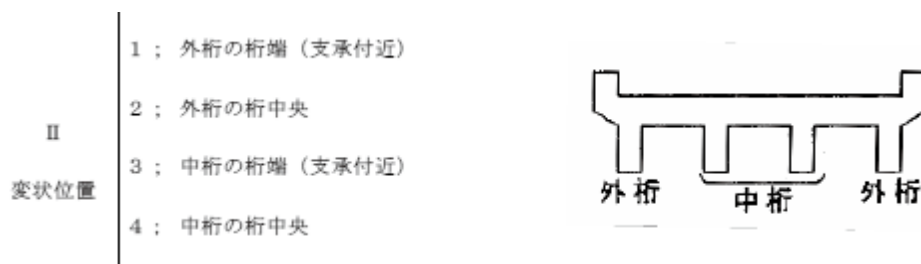 1 ； 外桁の桁端（支承付近）
2 ； 外桁の桁中央
Ⅱ
3 ； 中桁の桁端（支承付近）
変状位置
4 ； 中桁の桁中央
外桁
中桁
外桁